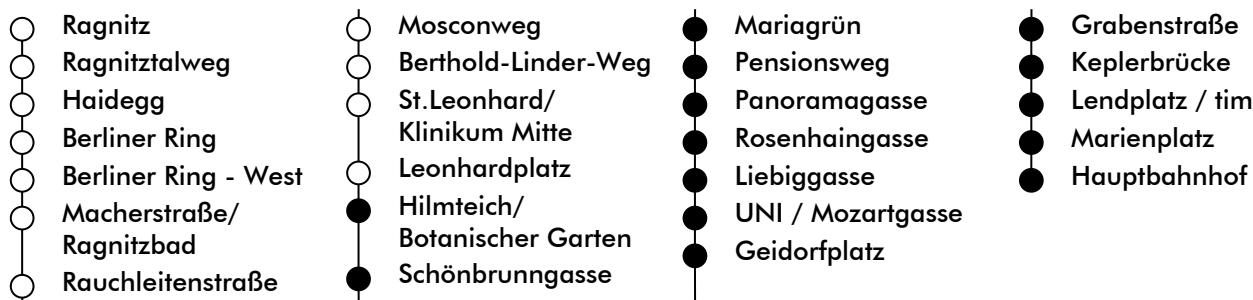 Ragnitz
Ragnitztalweg
Haidegg
Berliner Ring
Berliner Ring - West
Macherstraße/
Ragnitzbad
Rauchleitenstraße
Mosconweg
Berthold-Linder-Weg
St.Leonhard/
Klinikum Mitte
Leonhardplatz
Hilmteich/
Botanischer Garten
Schönbrunngasse
Mariagrün
Pensionsweg
Panoramagasse
Rosenhaingasse
Liebiggasse
UNI / Mozartgasse
Geidorfplatz
Grabenstraße
Keplerbrücke
Lendplatz / tim
Marienplatz
Hauptbahnhof